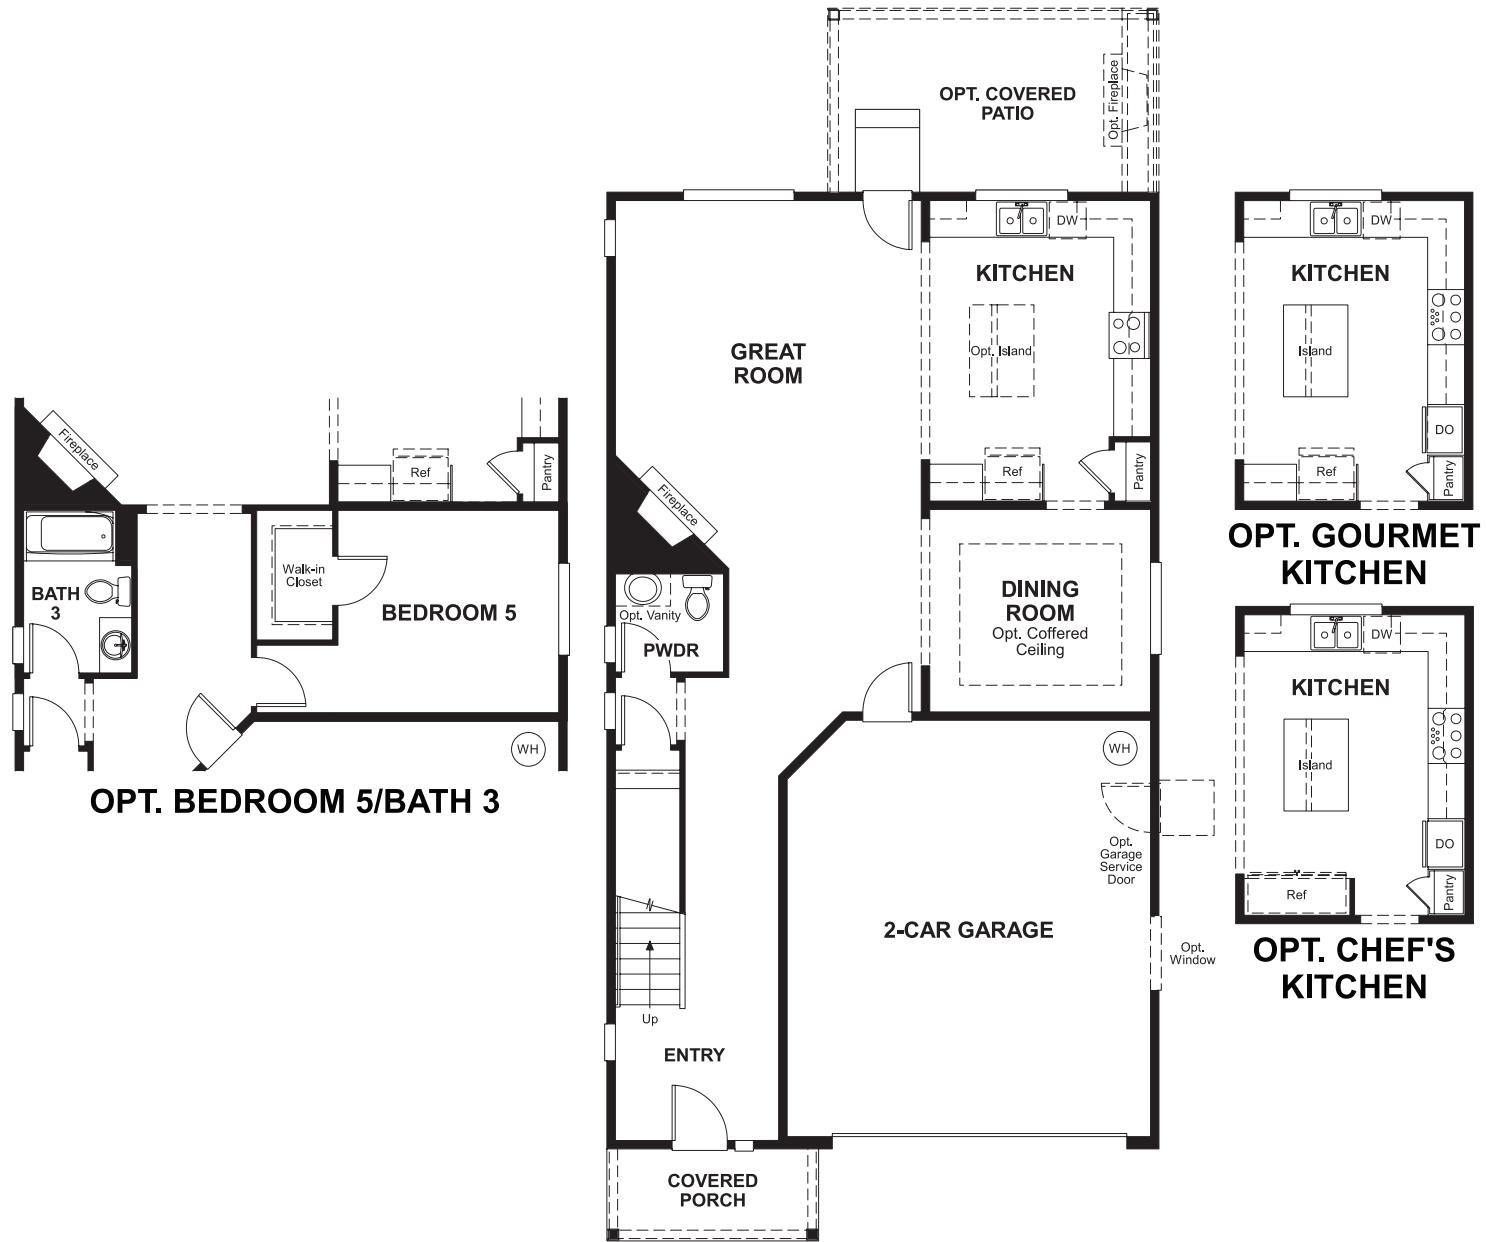 OPT. COVERED
PATIO
Opt. Fireplace
DW
KITCHEN
Opt. Island
GREAT
ROOM
Ref
Pantry
Fireplace
DINING
ROOM
Opt. Coffered
Ceiling
Opt. Vanity
PWDR
WH
Opt.
Garage
Service
Door
2-CAR GARAGE
Opt.
Window
Up
ENTRY
COVERED
PORCH
Fireplace
Ref
Pantry
Walk-in
Closet
BATH
3
BEDROOM 5
WH
OPT. BEDROOM 5/BATH 3
DW
KITCHEN
Island
DO
Ref
Pantry
OPT. GOURMET
KITCHEN
DW
KITCHEN
Island
DO
Ref
Pantry
OPT. CHEF'S
KITCHEN